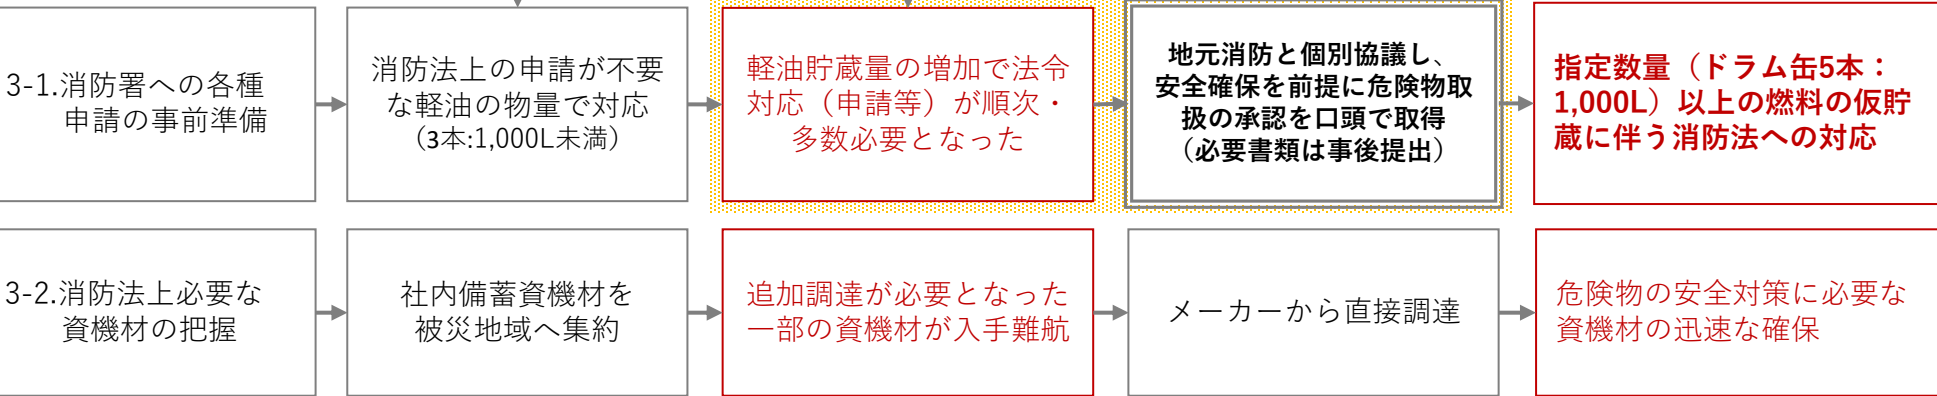 3-1.消防署への各種
申請の事前準備
消防法上の申請が不要
な軽油の物量で対応
（3本:1,000L未満）
軽油貯蔵量の増加で法令
対応（申請等）が順次・
多数必要となった
地元消防と個別協議し、
安全確保を前提に危険物取
扱の承認を口頭で取得
（必要書類は事後提出）
指定数量（ドラム缶5本：
1,000L）以上の燃料の仮貯
蔵に伴う消防法への対応
3-2.消防法上必要な
資機材の把握
社内備蓄資機材を
被災地域へ集約
追加調達が必要となった
一部の資機材が入手難航
メーカーから直接調達
危険物の安全対策に必要な
資機材の迅速な確保